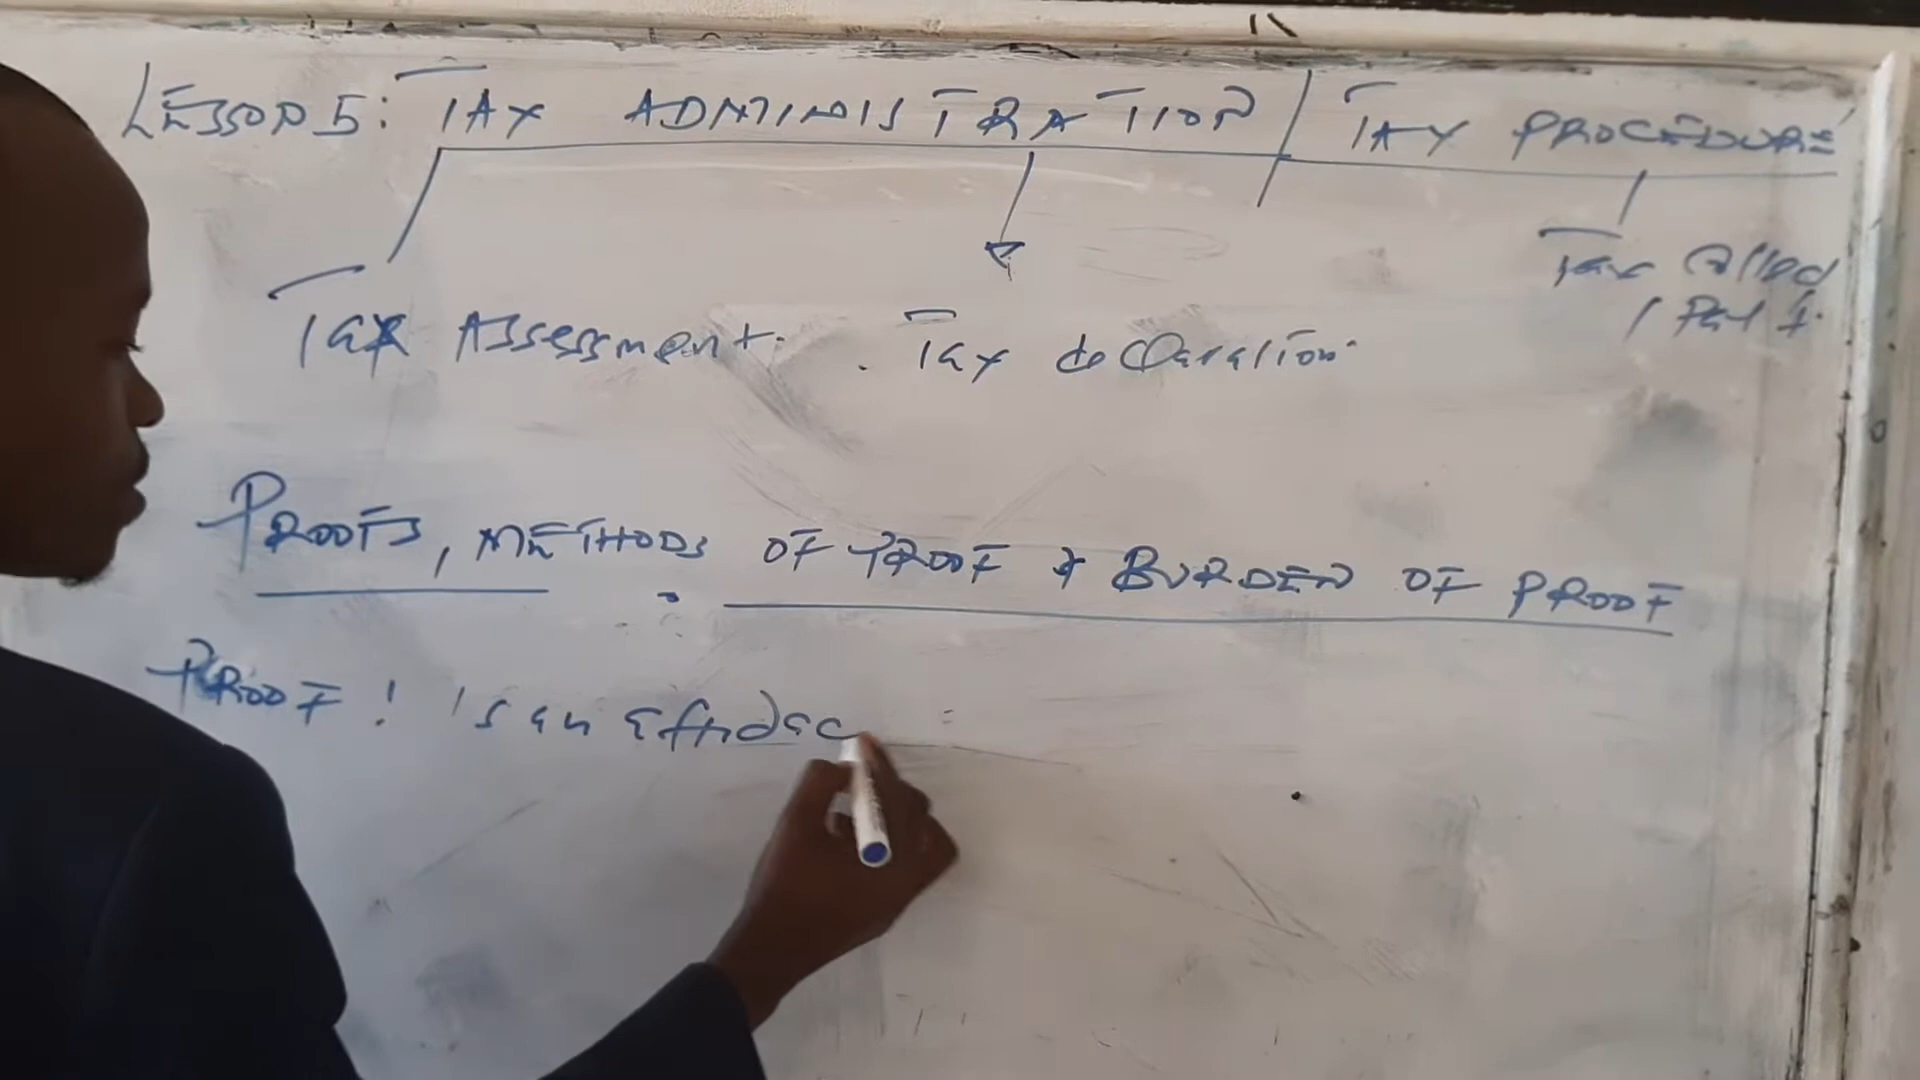 LESSON 5: TAX ADMINISTRATION / TAX PROCEDURE
Tax Assessment. . Tax declaration.
Tax
PROOFS, METHODS OF PROOF & BURDEN OF PROOF
PROOF: is an